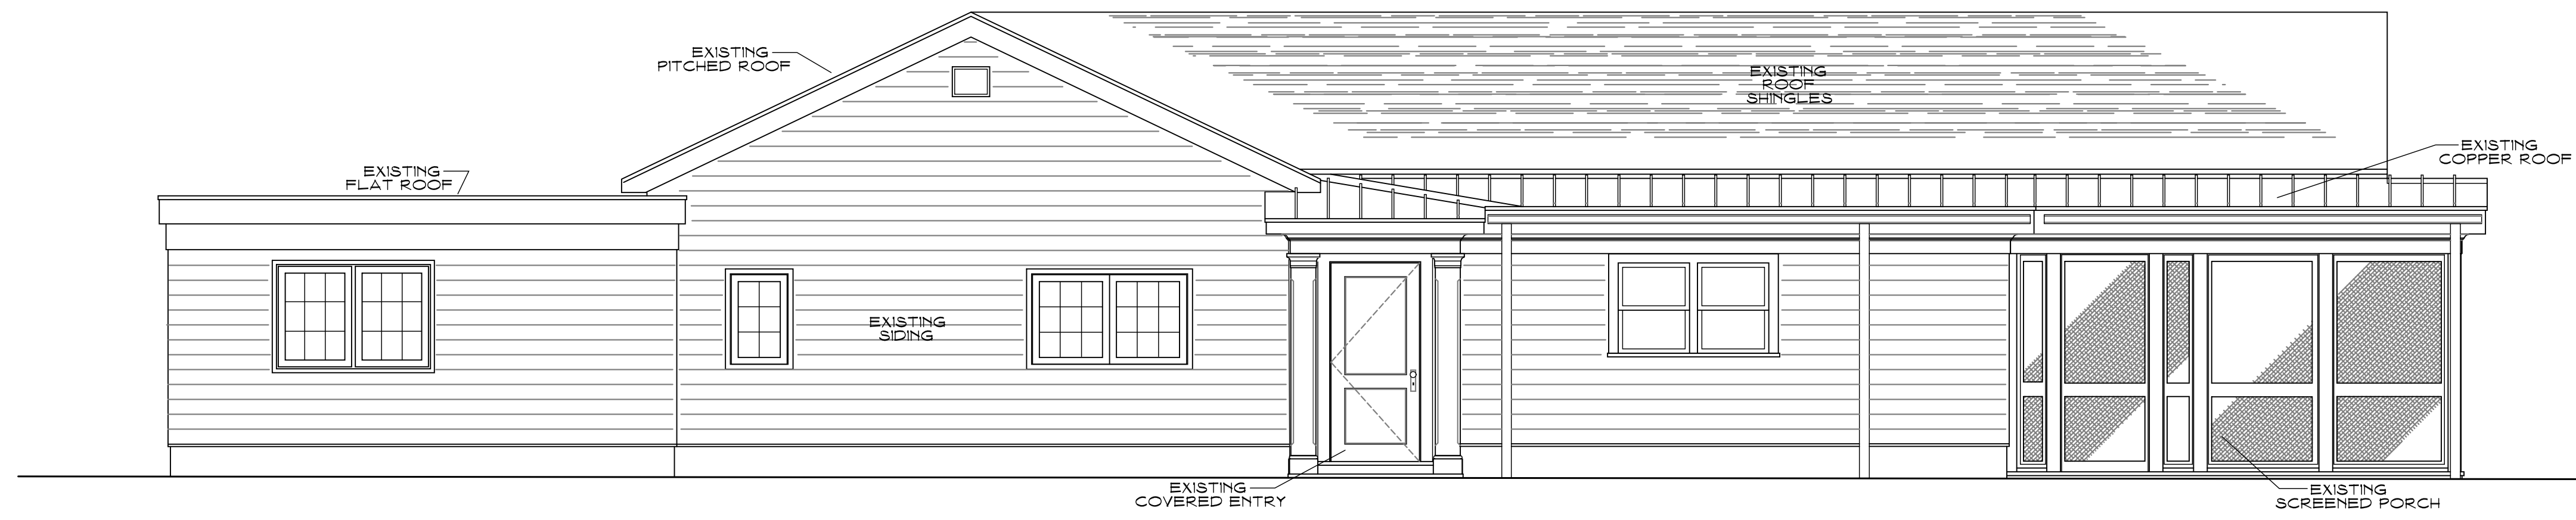 EXISTING
PITCHED ROOF
EXISTING
ROOF
SHINGLES
EXISTING
COPPER ROOF
EXISTING
FLAT ROOF
EXISTING
SIDING
EXISTING
COVERED ENTRY
EXISTING
SCREENED PORCH